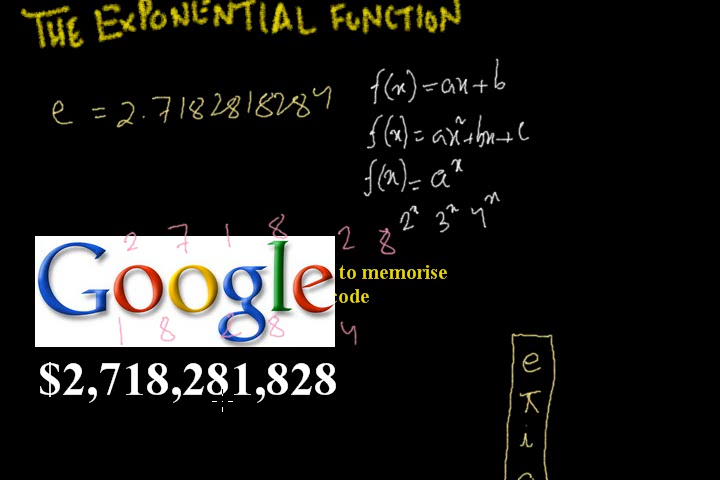 THE EXPONENTIAL FUNCTION
e = 2.7182818284
f(x) = ax + b
f(x) = ax² + bx + c
f(x) = a^x
2^x 3^x 4^x
2 7 1 8 2 8
Google
to memorise
code
1 8 2 8 4
$2,718,281,828
e
π
i